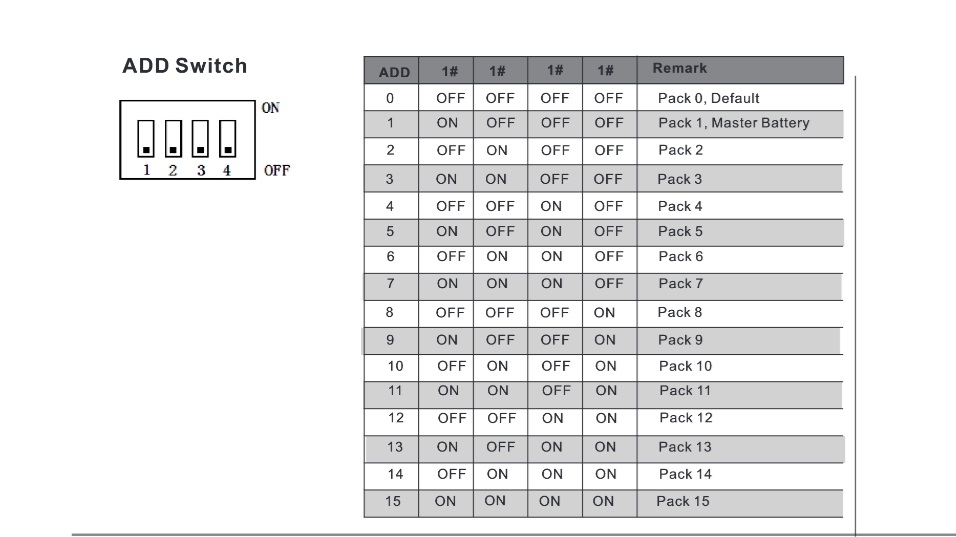 ADD Switch
ON
1 2 3 4
OFF
ADD 1# 1# 1# 1# Remark
0 OFF OFF OFF OFF Pack 0, Default
1 ON OFF OFF OFF Pack 1, Master Battery
2 OFF ON OFF OFF Pack 2
3 ON ON OFF OFF Pack 3
4 OFF OFF ON OFF Pack 4
5 ON OFF ON OFF Pack 5
6 OFF ON ON OFF Pack 6
7 ON ON ON OFF Pack 7
8 OFF OFF OFF ON Pack 8
9 ON OFF OFF ON Pack 9
10 OFF ON OFF ON Pack 10
11 ON ON OFF ON Pack 11
12 OFF OFF ON ON Pack 12
13 ON OFF ON ON Pack 13
14 OFF ON ON ON Pack 14
15 ON ON ON ON Pack 15